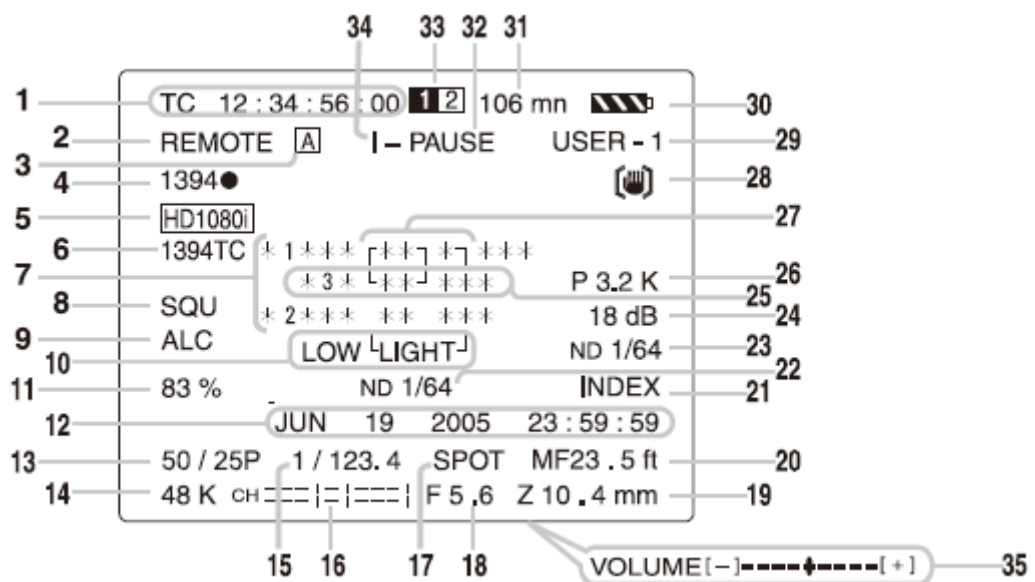 34 33 32 31
1 TC 12 : 34 : 56 : 00 1 2 106 mn 30
2 REMOTE A I – PAUSE USER - 1 29
3
4 1394● 28
5 HD1080i 27
6 1394TC *1*** ** * ***
7 *3* ** *** P 3.2 K 26
25
8 SQU *2*** ** *** 18 dB 24
9 ALC LOW LIGHT ND 1/64 23
10 22
11 83 % ND 1/64 INDEX 21
12 JUN 19 2005 23 : 59 : 59
13 50 / 25P 1 / 123. 4 SPOT MF23 . 5 ft 20
14 48 K CH F 5 .6 Z 10 . 4 mm 19
15 16 17 18 VOLUME[–] [+] 35